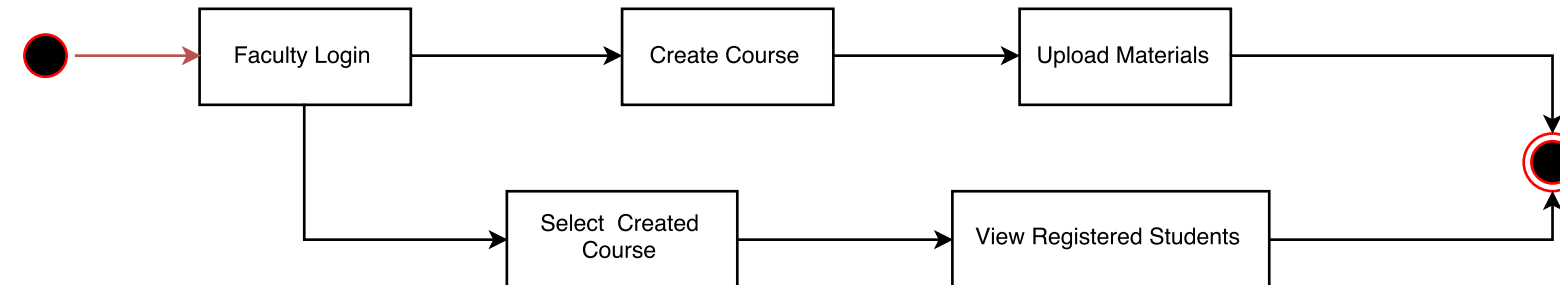 Faculty Login
Create Course
Upload Materials
Select  Created
Course
View Registered Students